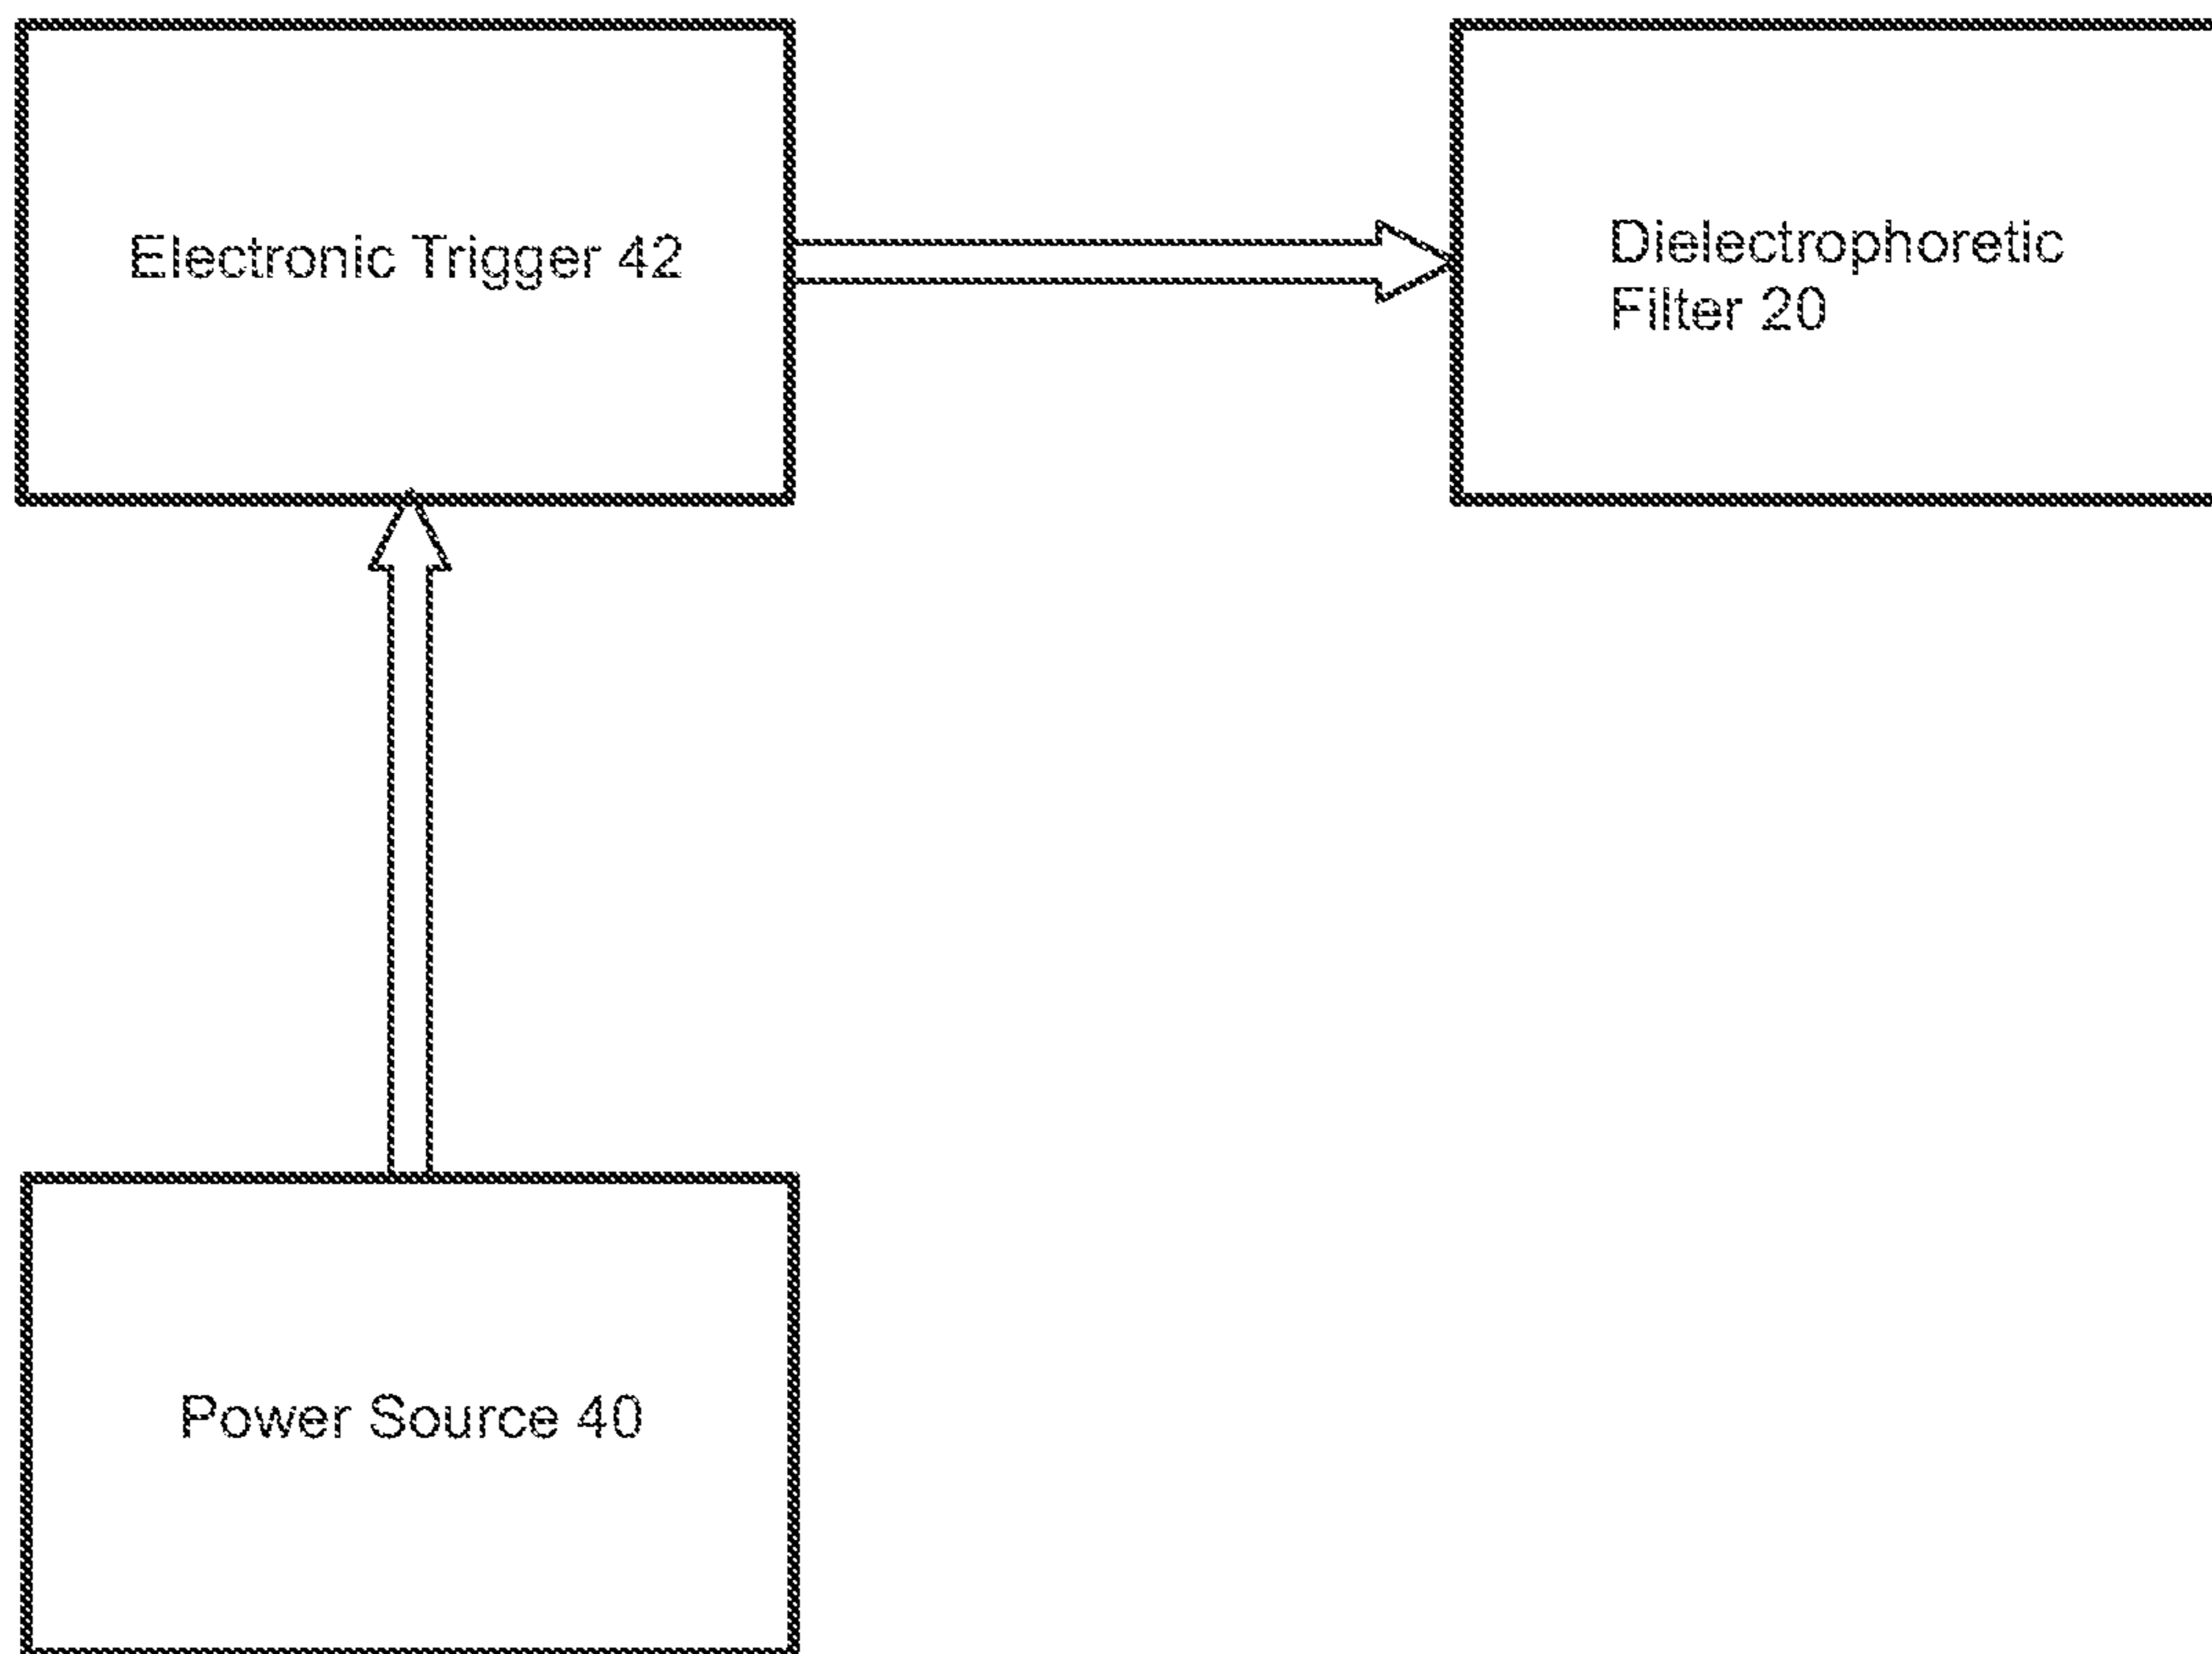 Electronic Trigger 42
Dielectrophoretic
Filter 20
Power Source 40